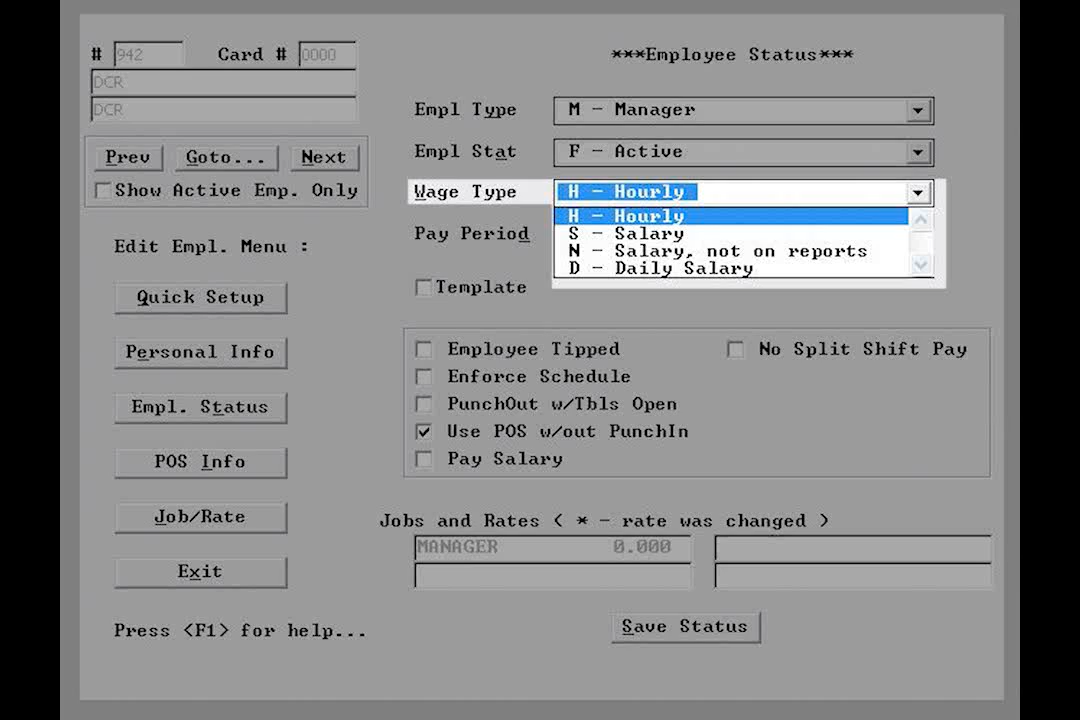 # 942 Card # 0000
DCR
DCR
Prev Goto... Next
Show Active Emp. Only
Edit Empl. Menu :
Quick Setup
Personal Info
Empl. Status
POS Info
Job/Rate
Exit
Press <F1> for help...
***Employee Status***
Empl Type M - Manager
Empl Stat F - Active
Wage Type H - Hourly
H - Hourly
S - Salary
N - Salary, not on reports
D - Daily Salary
Pay Period
Template
Employee Tipped No Split Shift Pay
Enforce Schedule
PunchOut w/Tbls Open
Use POS w/out PunchIn
Pay Salary
Jobs and Rates ( * - rate was changed )
MANAGER 0.000
Save Status